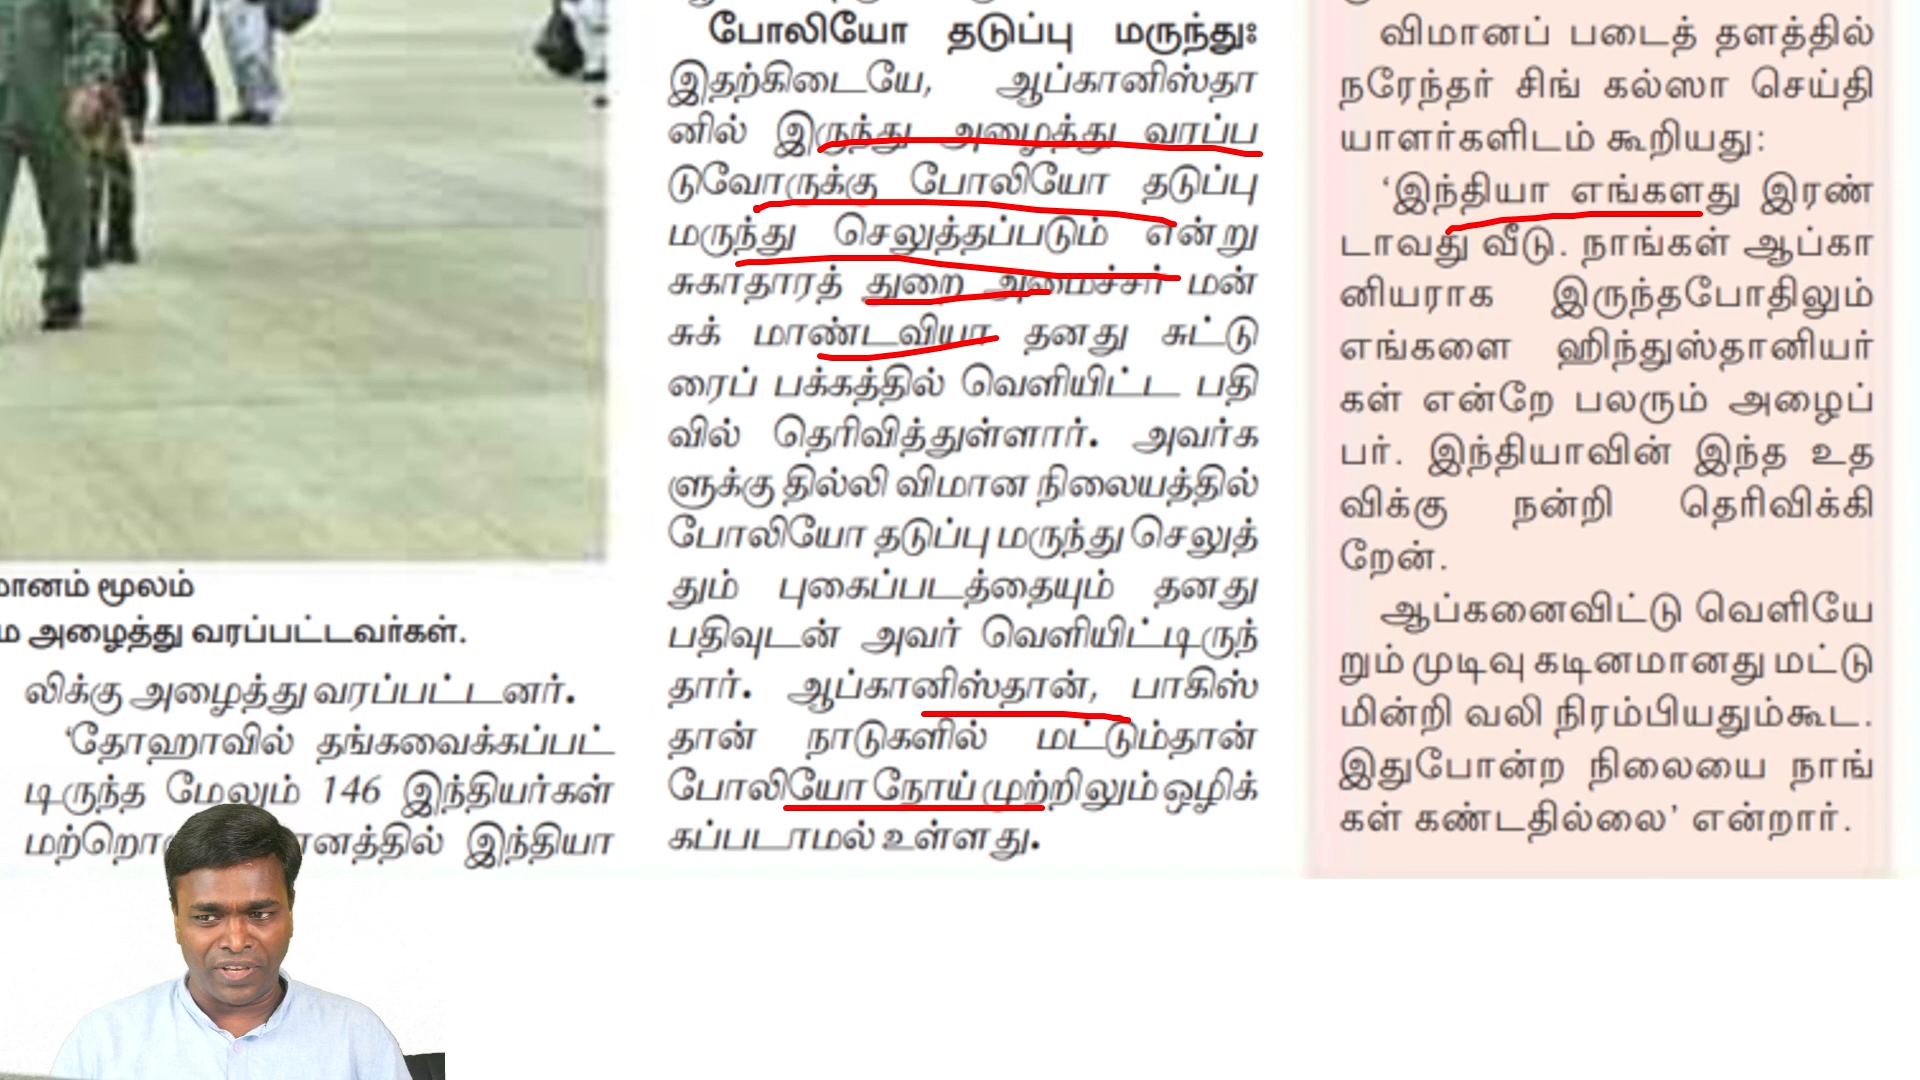 மானம் மூலம்
அழைத்து வரப்பட்டவர்கள்.
லிக்கு அழைத்து வரப்பட்டனர்.
'தோஹாவில் தங்கவைக்கப்பட்
டிருந்த மேலும் 146 இந்தியர்கள்
இந்தியா
போலியோ தடுப்பு மருந்து:
இதற்கிடையே, ஆப்கானிஸ்தா
னில் இருந்து அழைத்து வரப்ப
டுவோருக்கு போலியோ தடுப்பு
மருந்து செலுத்தப்படும் என்று
சுகாதாரத் துறை அமைச்சர் மன்
சுக் மாண்டவியா தனது சுட்டு
ரைப் பக்கத்தில் வெளியிட்ட பதி
வில் தெரிவித்துள்ளார். அவர்க
ளுக்கு தில்லி விமான நிலையத்தில்
போலியோ தடுப்பு மருந்து செலுத்
தும் புகைப்படத்தையும் தனது
பதிவுடன் அவர் வெளியிட்டிருந்
தார். ஆப்கானிஸ்தான், பாகிஸ்
தான் நாடுகளில் மட்டும்தான்
போலியோ நோய் முற்றிலும் ஒழிக்
கப்படாமல் உள்ளது.
விமானப் படைத் தளத்தில்
நரேந்தர் சிங் கல்ஸா செய்தி
யாளர்களிடம் கூறியது:
'இந்தியா எங்களது இரண்
டாவது வீடு. நாங்கள் ஆப்கா
னியராக இருந்தபோதிலும்
எங்களை ஹிந்துஸ்தானியர்
கள் என்றே பலரும் அழைப்
பர். இந்தியாவின் இந்த உத
விக்கு நன்றி தெரிவிக்கி
றேன்.
ஆப்கனைவிட்டு வெளியே
றும் முடிவு கடினமானது மட்டு
மின்றி வலி நிரம்பியதும்கூட.
இதுபோன்ற நிலையை நாங்
கள் கண்டதில்லை' என்றார்.